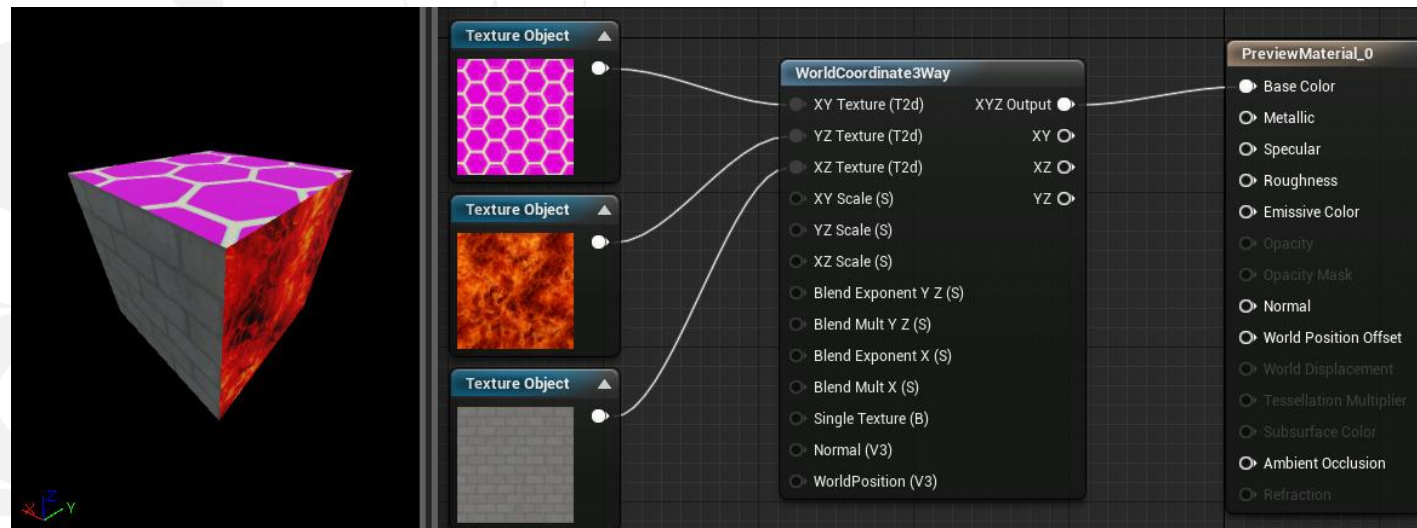 Texture Object
Texture Object
Texture Object
WorldCoordinate3Way
XY Texture (T2d)
XYZ Output
YZ Texture (T2d)
XY
XZ Texture (T2d)
XZ
XY Scale (S)
YZ
YZ Scale (S)
XZ Scale (S)
Blend Exponent Y Z (S)
Blend Mult Y Z (S)
Blend Exponent X (S)
Blend Mult X (S)
Single Texture (B)
Normal (V3)
WorldPosition (V3)
PreviewMaterial_0
Base Color
Metallic
Specular
Roughness
Emissive Color
Opacity
Opacity Mask
Normal
World Position Offset
World Displacement
Tessellation Multiplier
Subsurface Color
Ambient Occlusion
Refraction
X
Z
Y